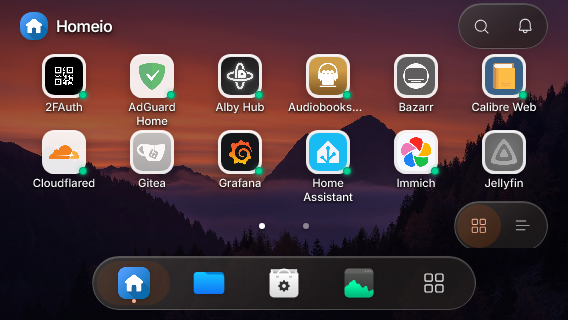 Homeio
2FAuth
AdGuard
Home
Alby Hub
Audiobooks...
Bazarr
Calibre Web
Cloudflared
Gitea
Grafana
Home
Assistant
Immich
Jellyfin